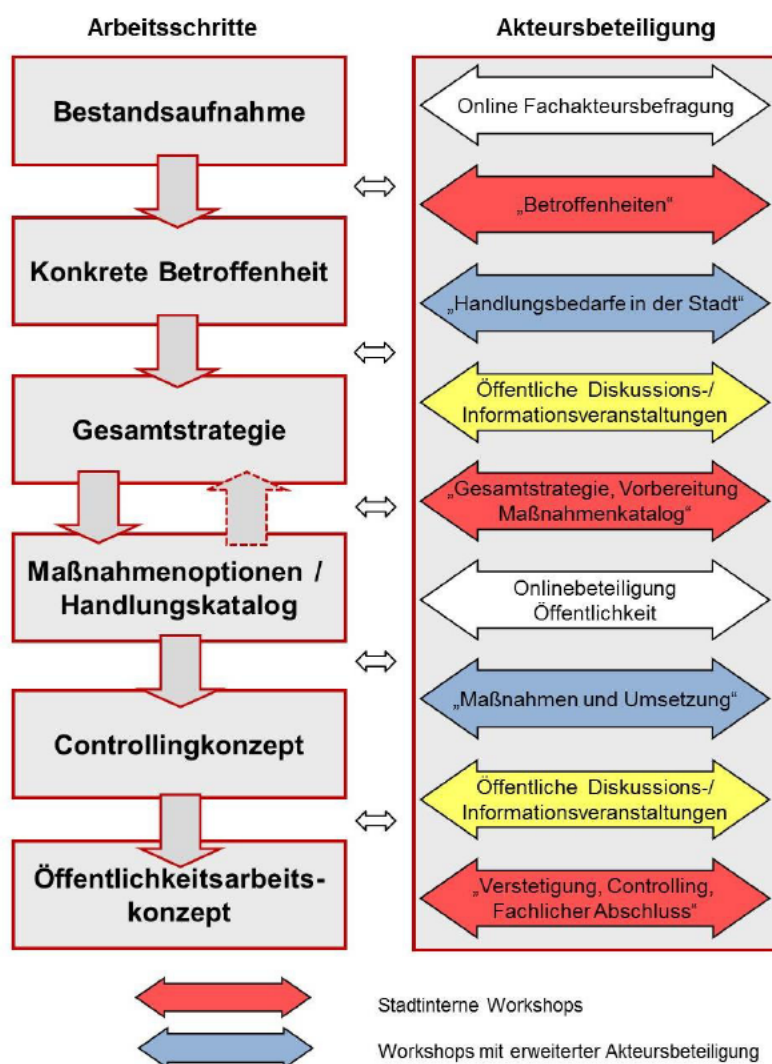 Arbeitsschritte
Bestandsaufnahme
Konkrete Betroffenheit
Gesamtstrategie
Maßnahmenoptionen /
Handlungskatalog
Controllingkonzept
Öffentlichkeitsarbeits-
konzept
Akteursbeteiligung
Online Fachakteursbefragung
„Betroffenheiten“
„Handlungsbedarfe in der Stadt“
Öffentliche Diskussions-/
Informationsveranstaltungen
„Gesamtstrategie, Vorbereitung
Maßnahmenkatalog“
Onlinebeteiligung
Öffentlichkeit
„Maßnahmen und Umsetzung“
Öffentliche Diskussions-/
Informationsveranstaltungen
„Verstetigung, Controlling,
Fachlicher Abschluss“
Stadtinterne Workshops
Workshops mit erweiterter Akteursbeteiligung